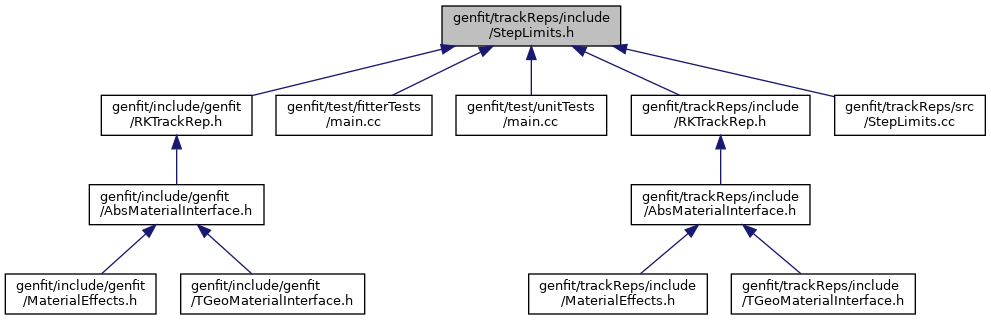 genfit/trackReps/include
/StepLimits.h
genfit/include/genfit
/RKTrackRep.h
genfit/test/fitterTests
/main.cc
genfit/test/unitTests
/main.cc
genfit/trackReps/include
/RKTrackRep.h
genfit/trackReps/src
/StepLimits.cc
genfit/include/genfit
/AbsMaterialInterface.h
genfit/trackReps/include
/AbsMaterialInterface.h
genfit/include/genfit
/MaterialEffects.h
genfit/include/genfit
/TGeoMaterialInterface.h
genfit/trackReps/include
/MaterialEffects.h
genfit/trackReps/include
/TGeoMaterialInterface.h